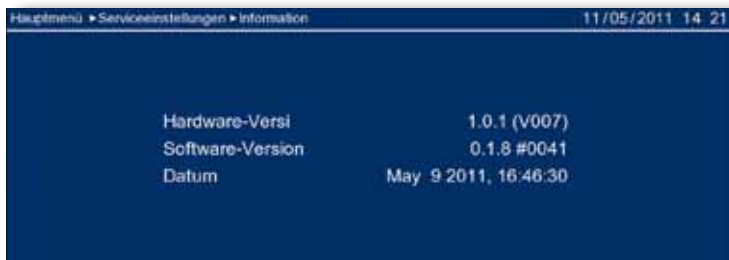 Hauptmenü ▸ Serviceeinstellungen ▸ Information 11/05/2011 14 21
Hardware-Versi 1.0.1 (V007)
Software-Version 0.1.8 #0041
Datum May 9 2011, 16:46:30